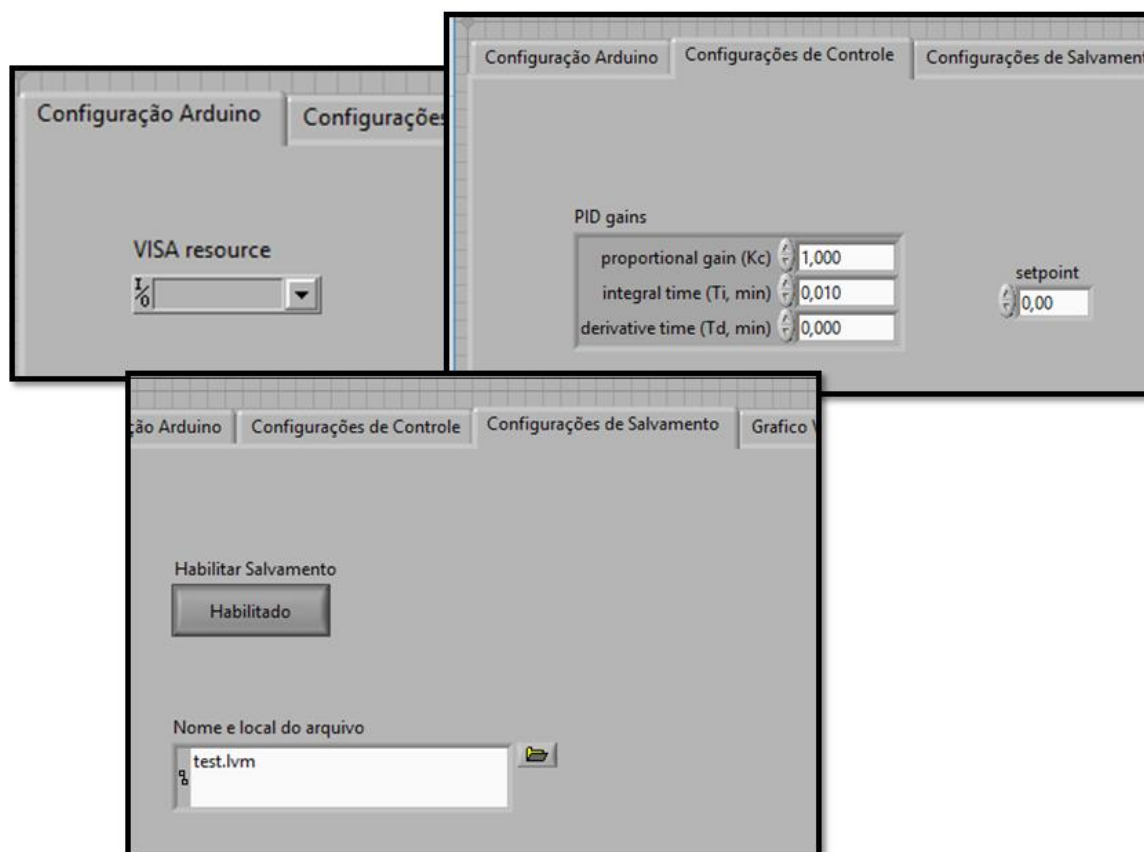 Configuração Arduino
Configurações
VISA resource
Configuração Arduino
Configurações de Controle
Configurações de Salvament
PID gains
proportional gain (Kc) 1,000
integral time (Ti, min) 0,010
derivative time (Td, min) 0,000
setpoint
0,00
ção Arduino
Configurações de Controle
Configurações de Salvamento
Grafico
Habilitar Salvamento
Habilitado
Nome e local do arquivo
test.lvm